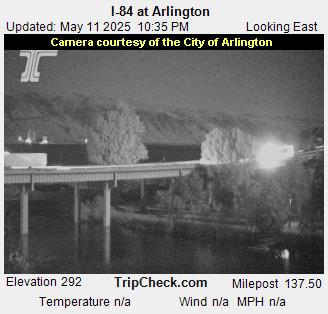 I-84 at Arlington
Updated: May 11 2025 10:35 PM Looking East
Camera courtesy of the City of Arlington
Elevation 292 TripCheck.com Milepost 137.50
Temperature n/a Wind n/a MPH n/a